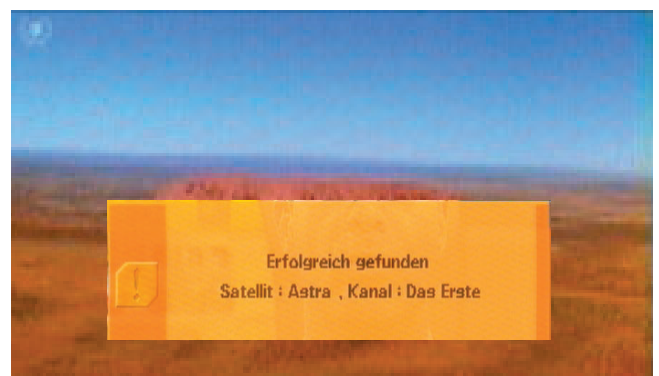 Erfolgreich gefunden
Satellit : Astra , Kanal : Das Erste